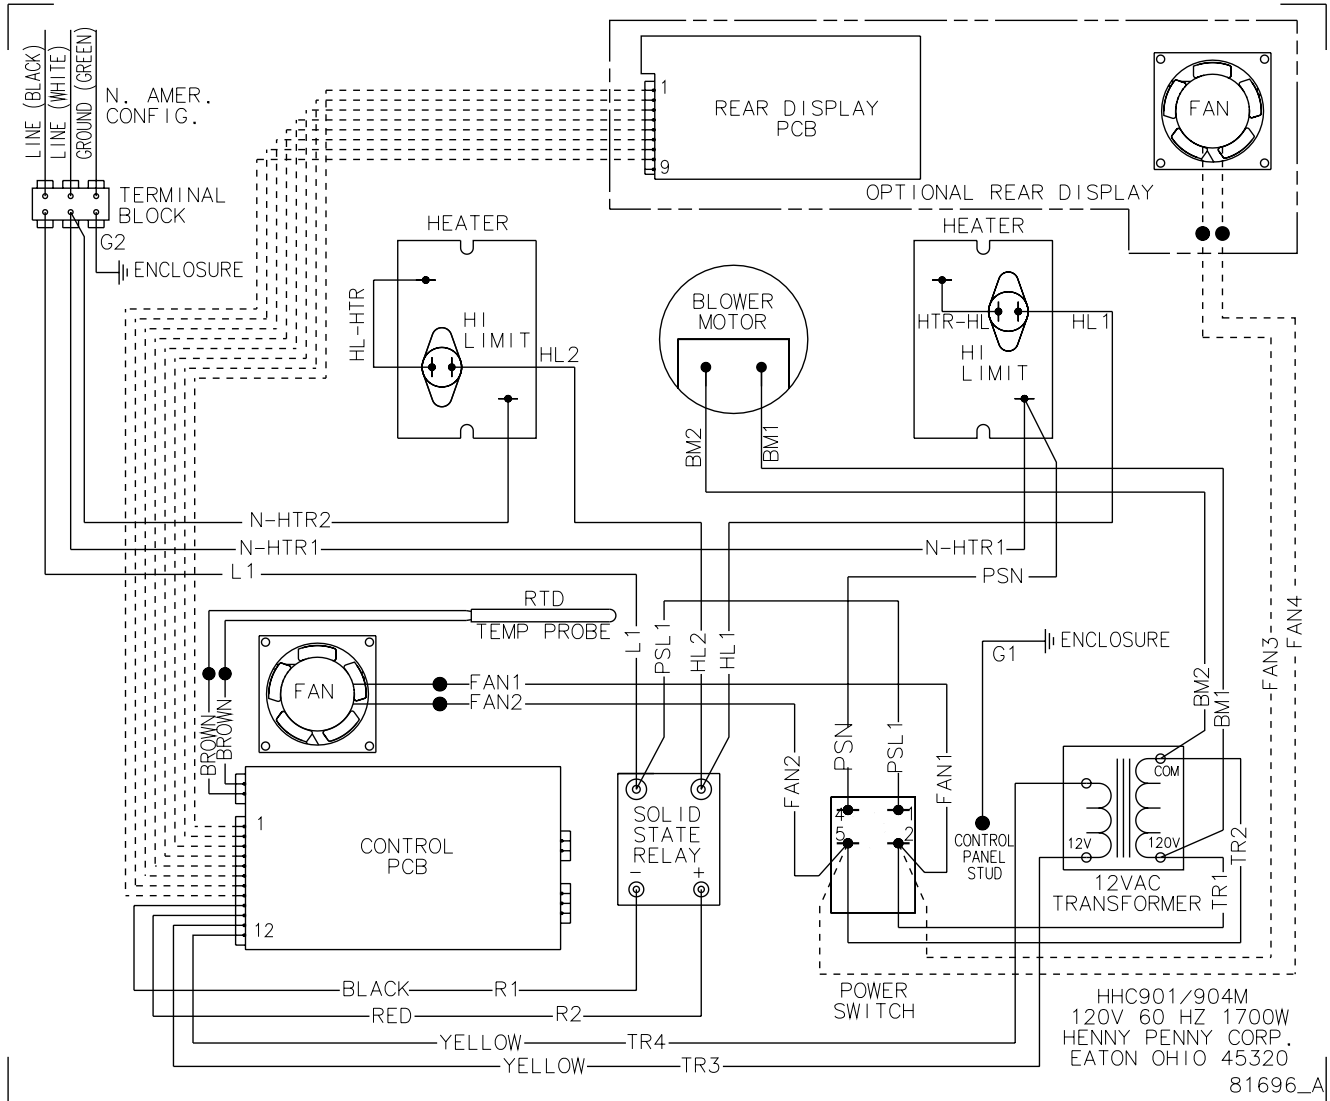 LINE (BLACK)
LINE (WHITE)
GROUND (GREEN)
N. AMER.
CONFIG.
TERMINAL
BLOCK
G2
ENCLOSURE
1
9
REAR DISPLAY
PCB
FAN
OPTIONAL REAR DISPLAY
HEATER
HL-HTR
HI
LIMIT
HL2
BLOWER
MOTOR
BM2
BM1
HEATER
HTR-HL
HL1
HI
LIMIT
N-HTR2
N-HTR1
N-HTR1
L1
PSN
RTD
TEMP PROBE
L1
PSL1
HL2
HL1
G1
ENCLOSURE
FAN3
FAN4
FAN
FAN1
FAN2
BROWN
BROWN
BM2
BM1
FAN2
PSN
PSL1
FAN1
COM
12V
120V
TR2
TR1
12VAC
TRANSFORMER
1
12
CONTROL
PCB
SOLID
STATE
RELAY
-
+
4
1
5
2
CONTROL
PANEL
STUD
POWER
SWITCH
BLACK
R1
RED
R2
YELLOW
TR4
YELLOW
TR3
HHC901/904M
120V 60 HZ 1700W
HENNY PENNY CORP.
EATON OHIO 45320
81696_A